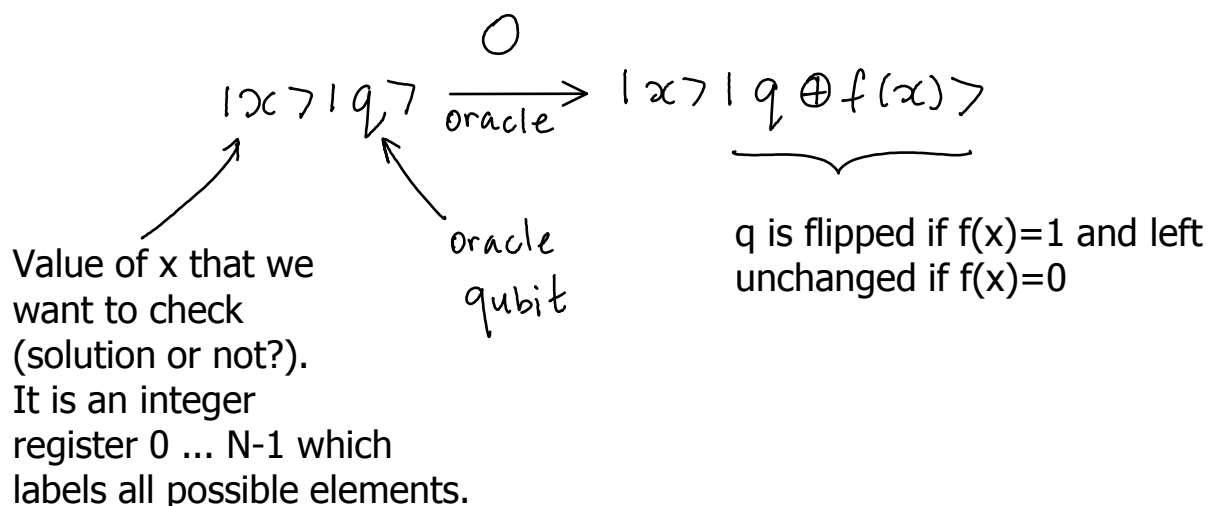 O
|x>|q> → |x>|q ⊕ f(x)>
oracle
Value of x that we
want to check
(solution or not?).
It is an integer
register 0 ... N-1 which
labels all possible elements.
oracle
qubit
q is flipped if f(x)=1 and left
unchanged if f(x)=0